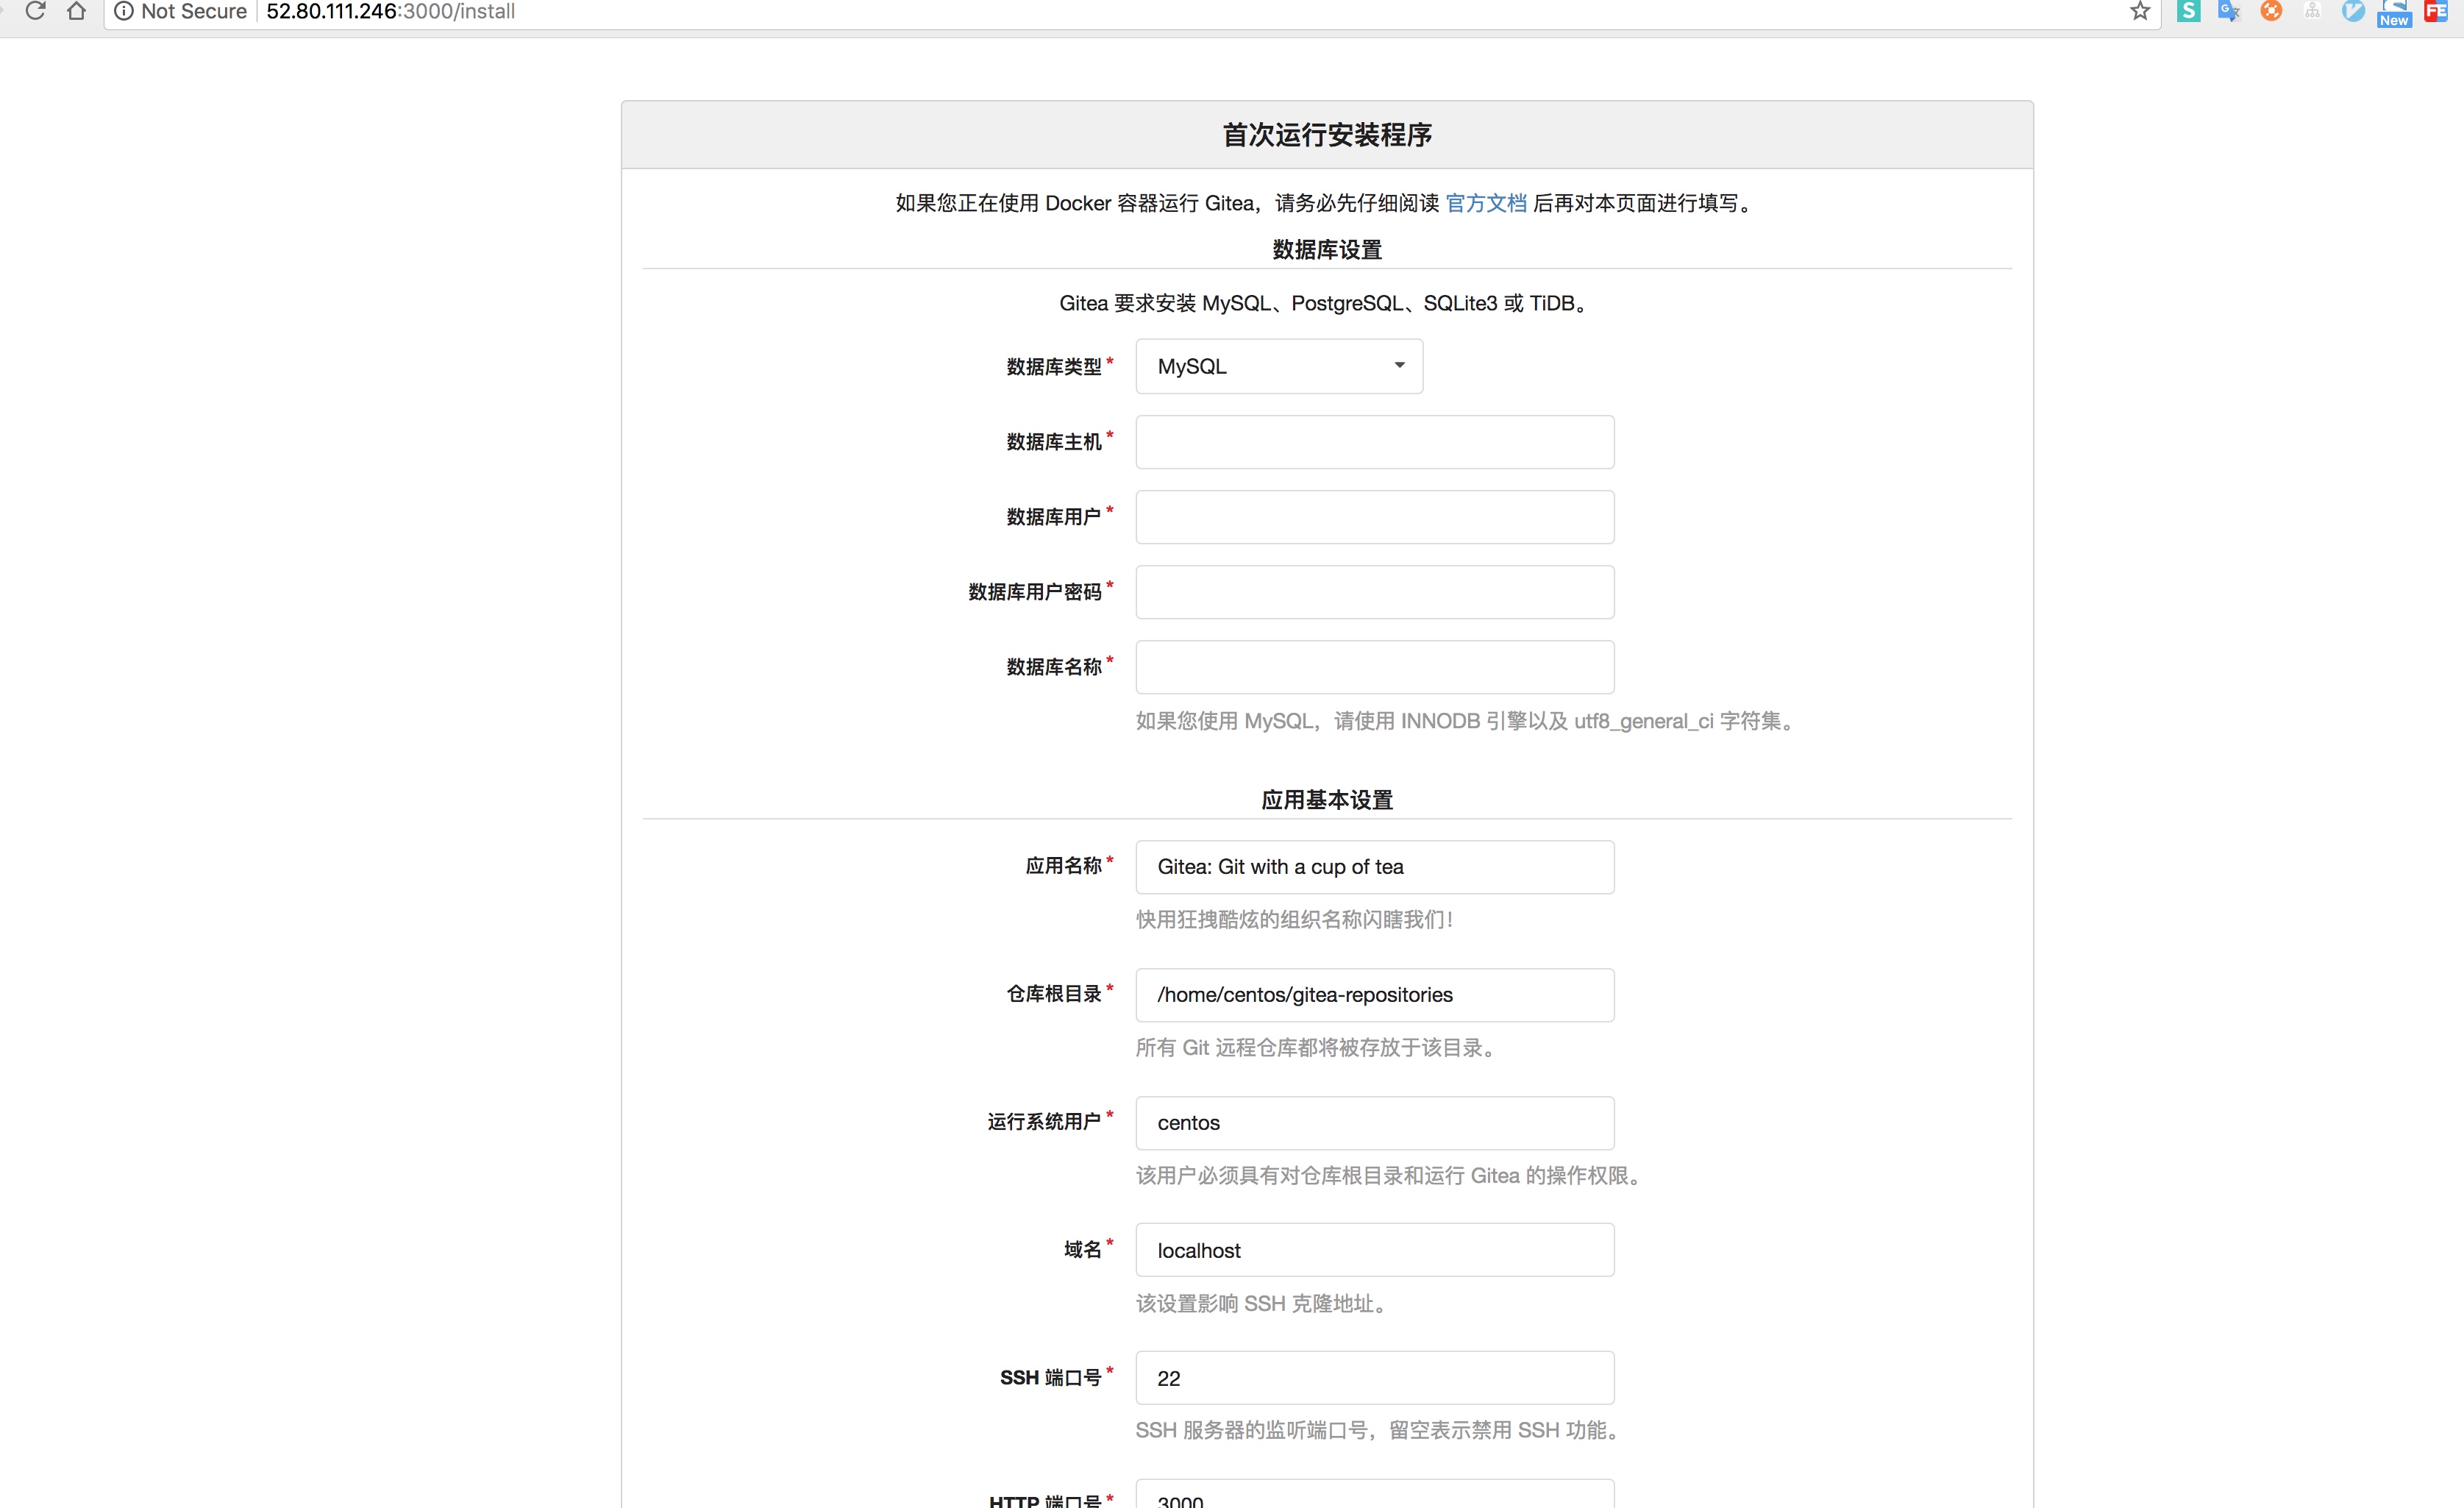 Not Secure 52.80.111.246:3000/install
S
G
New
FE
首次运行安装程序
如果您正在使用 Docker 容器运行 Gitea，请务必先仔细阅读 官方文档 后再对本页面进行填写。
数据库设置
Gitea 要求安装 MySQL、PostgreSQL、SQLite3 或 TiDB。
数据库类型* MySQL
数据库主机*
数据库用户*
数据库用户密码*
数据库名称*
如果您使用 MySQL，请使用 INNODB 引擎以及 utf8_general_ci 字符集。
应用基本设置
应用名称* Gitea: Git with a cup of tea
快用狂拽酷炫的组织名称闪瞎我们！
仓库根目录* /home/centos/gitea-repositories
所有 Git 远程仓库都将被存放于该目录。
运行系统用户* centos
该用户必须具有对仓库根目录和运行 Gitea 的操作权限。
域名* localhost
该设置影响 SSH 克隆地址。
SSH 端口号* 22
SSH 服务器的监听端口号，留空表示禁用 SSH 功能。
HTTP 端口号* 3000